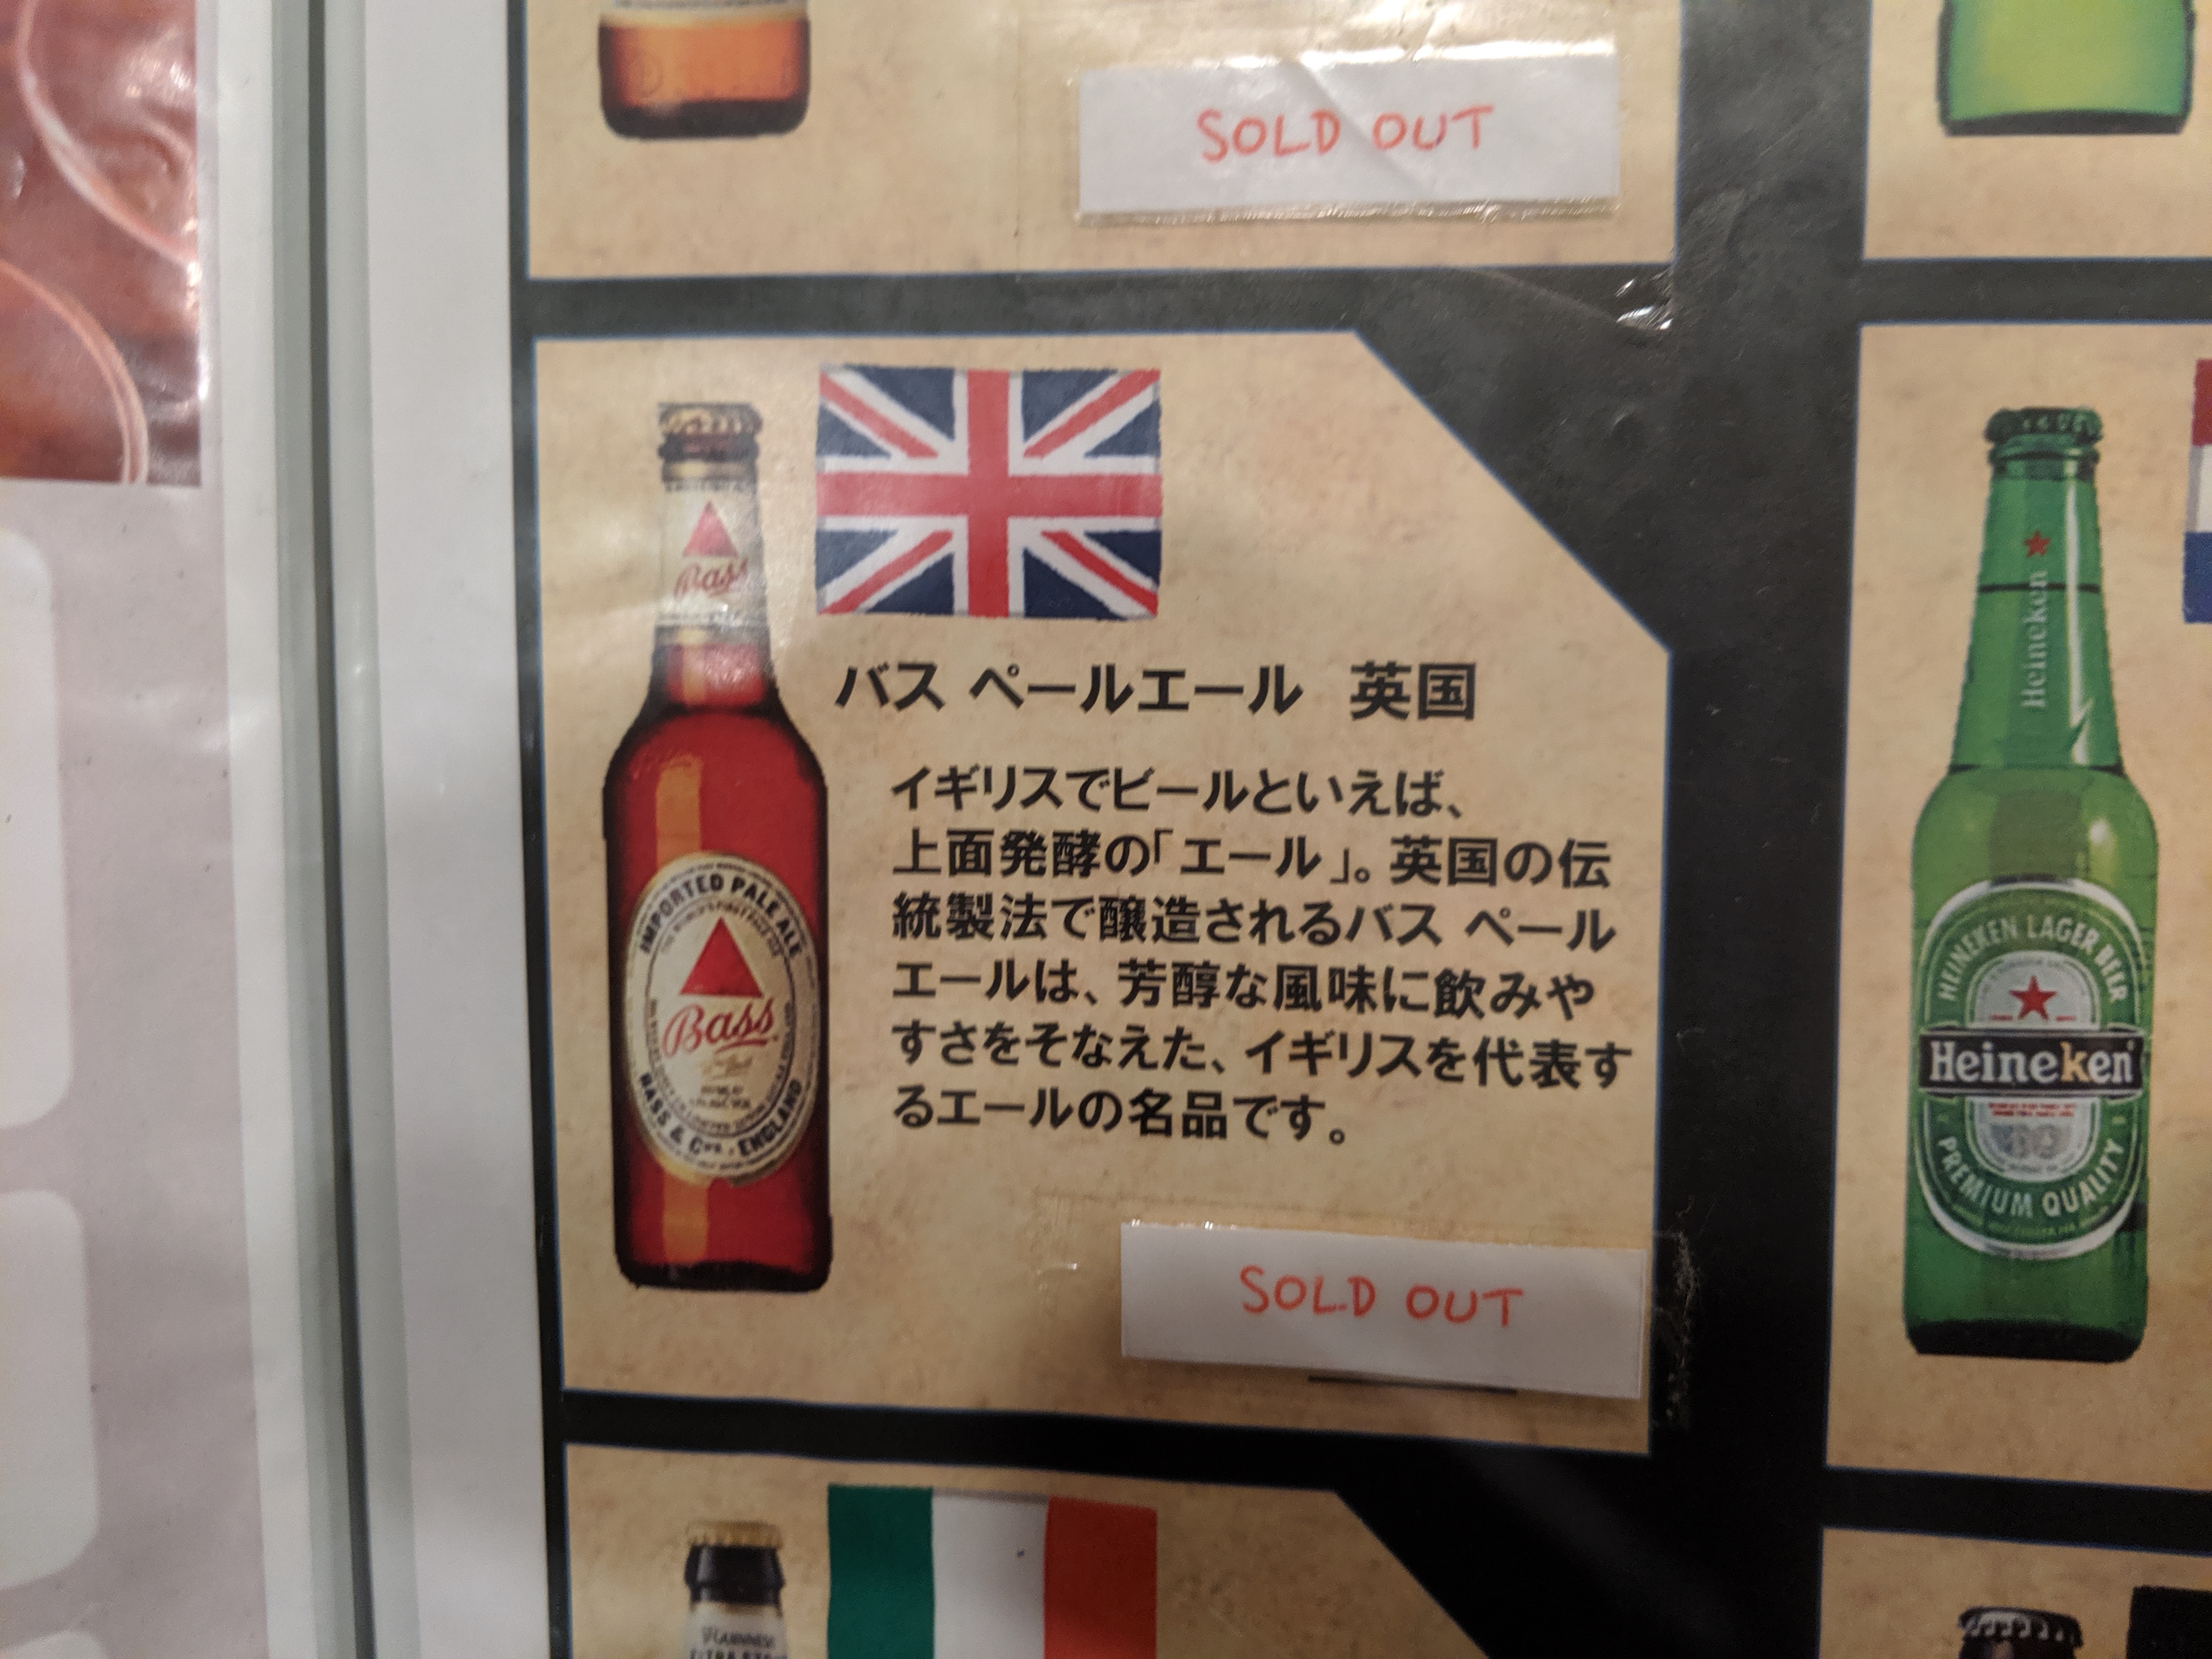 SOLD OUT
Bass
バス ペールエール 英国
イギリスでビールといえば、
上面発酵の「エール」。英国の伝
統製法で醸造されるバス ペール
エールは、芳醇な風味に飲みや
すさをそなえた、イギリスを代表す
るエールの名品です。
IMPORTED PALE ALE
Bass
BASS & Cos., ENGLAND
SOLD OUT
Heineken
HEINEKEN LAGER BEER
Heineken
PREMIUM QUALITY
GUINNESS